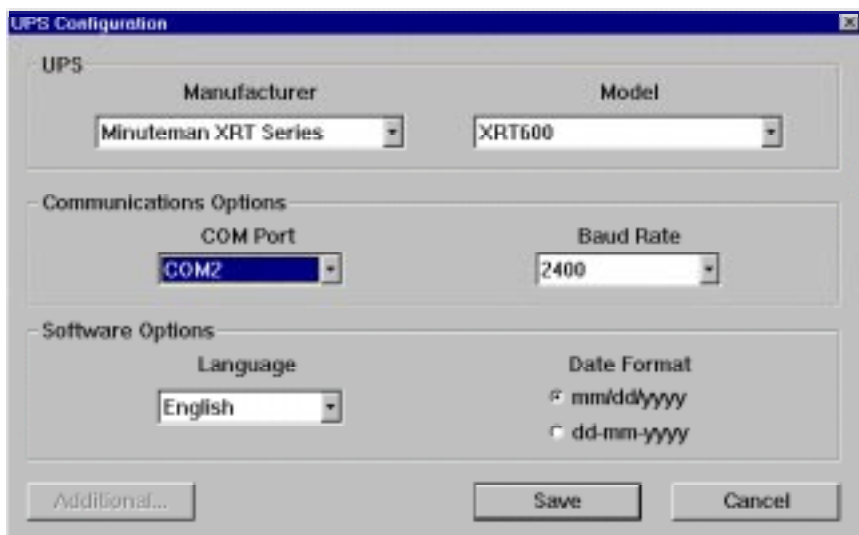 UPS Configuration
UPS
Manufacturer
Model
Minuteman XRT Series
XRT600
Communications Options
COM Port
Baud Rate
COM2
2400
Software Options
Language
Date Format
English
mm/dd/yyyy
dd-mm-yyyy
Additional...
Save
Cancel